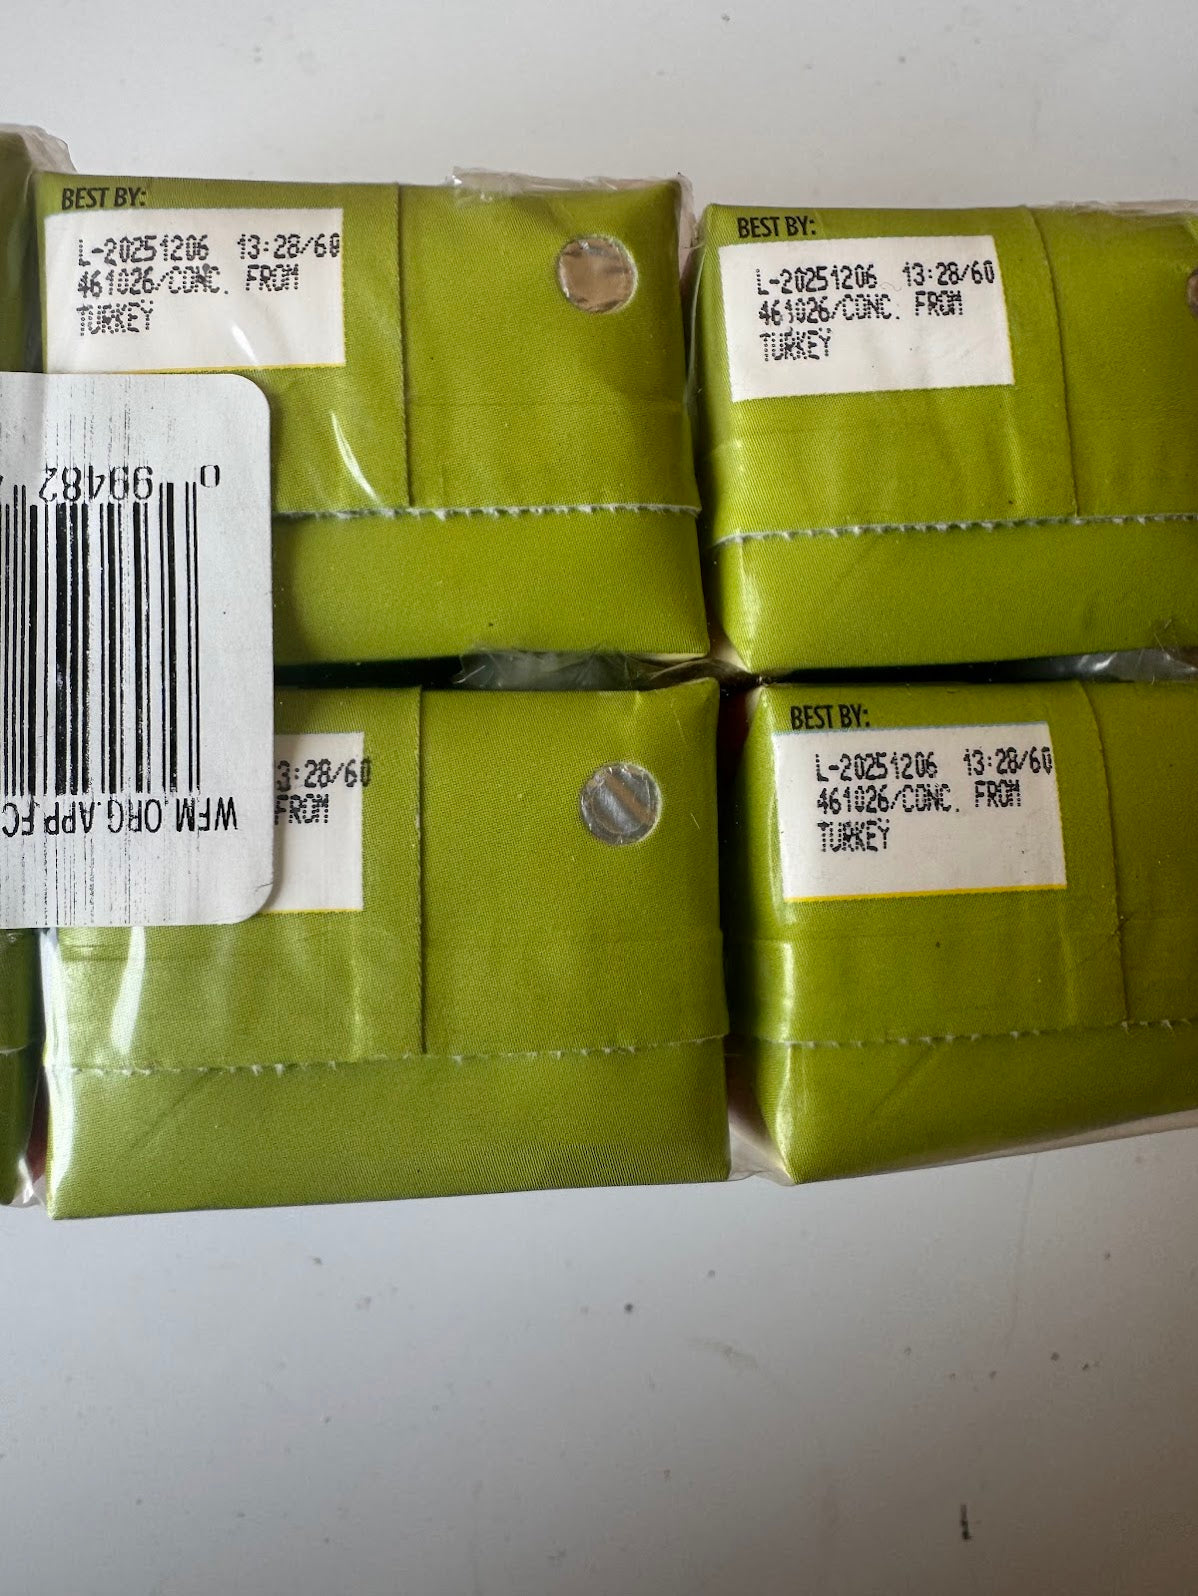 BEST BY:
L-20251206 13:28/60
461026/CONC. FROM
TURKEY
BEST BY:
L-20251206 13:28/60
461026/CONC. FROM
TURKEY
0 99482
WFM.ORG.APP.FC
3:28/60
FROM
BEST BY:
L-20251206 13:28/60
461026/CONC. FROM
TURKEY